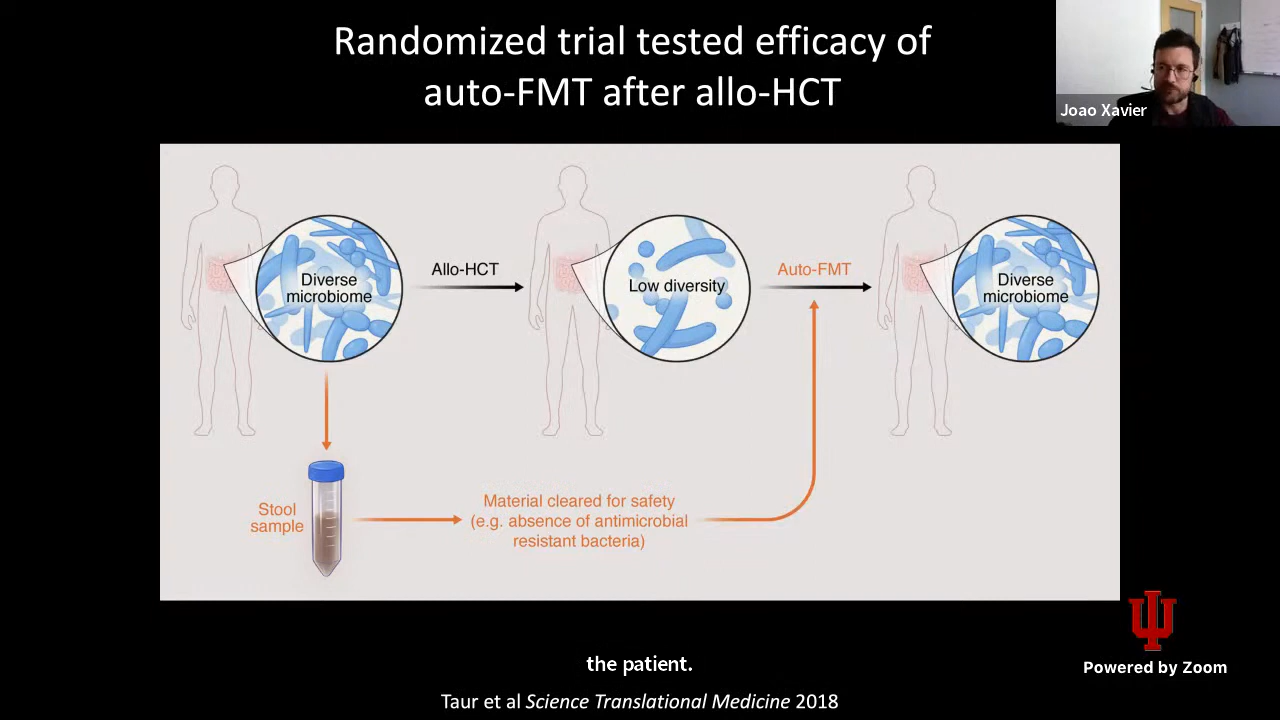 Randomized trial tested efficacy of
auto-FMT after allo-HCT
Joao Xavier
Diverse
microbiome
Allo-HCT
Low diversity
Auto-FMT
Diverse
microbiome
Stool
sample
Material cleared for safety
(e.g. absence of antimicrobial
resistant bacteria)
the patient.
Powered by Zoom
Taur et al Science Translational Medicine 2018